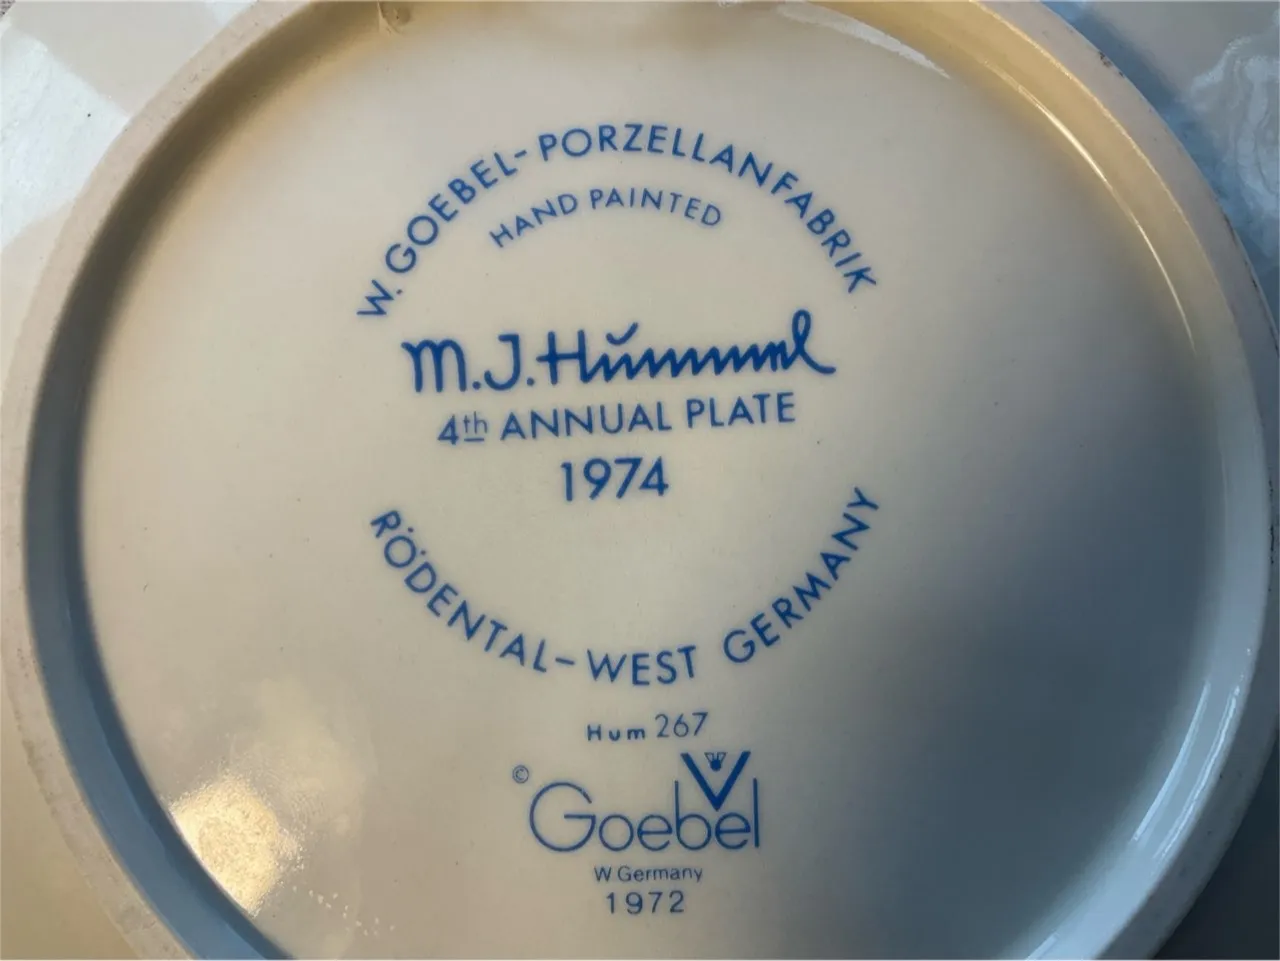 W. GOEBEL-PORZELLANFABRIK
HAND PAINTED
M.J. Hummel
4th ANNUAL PLATE
1974
RÖDENTAL-WEST GERMANY
Hum 267
© Goebel
W Germany
1972